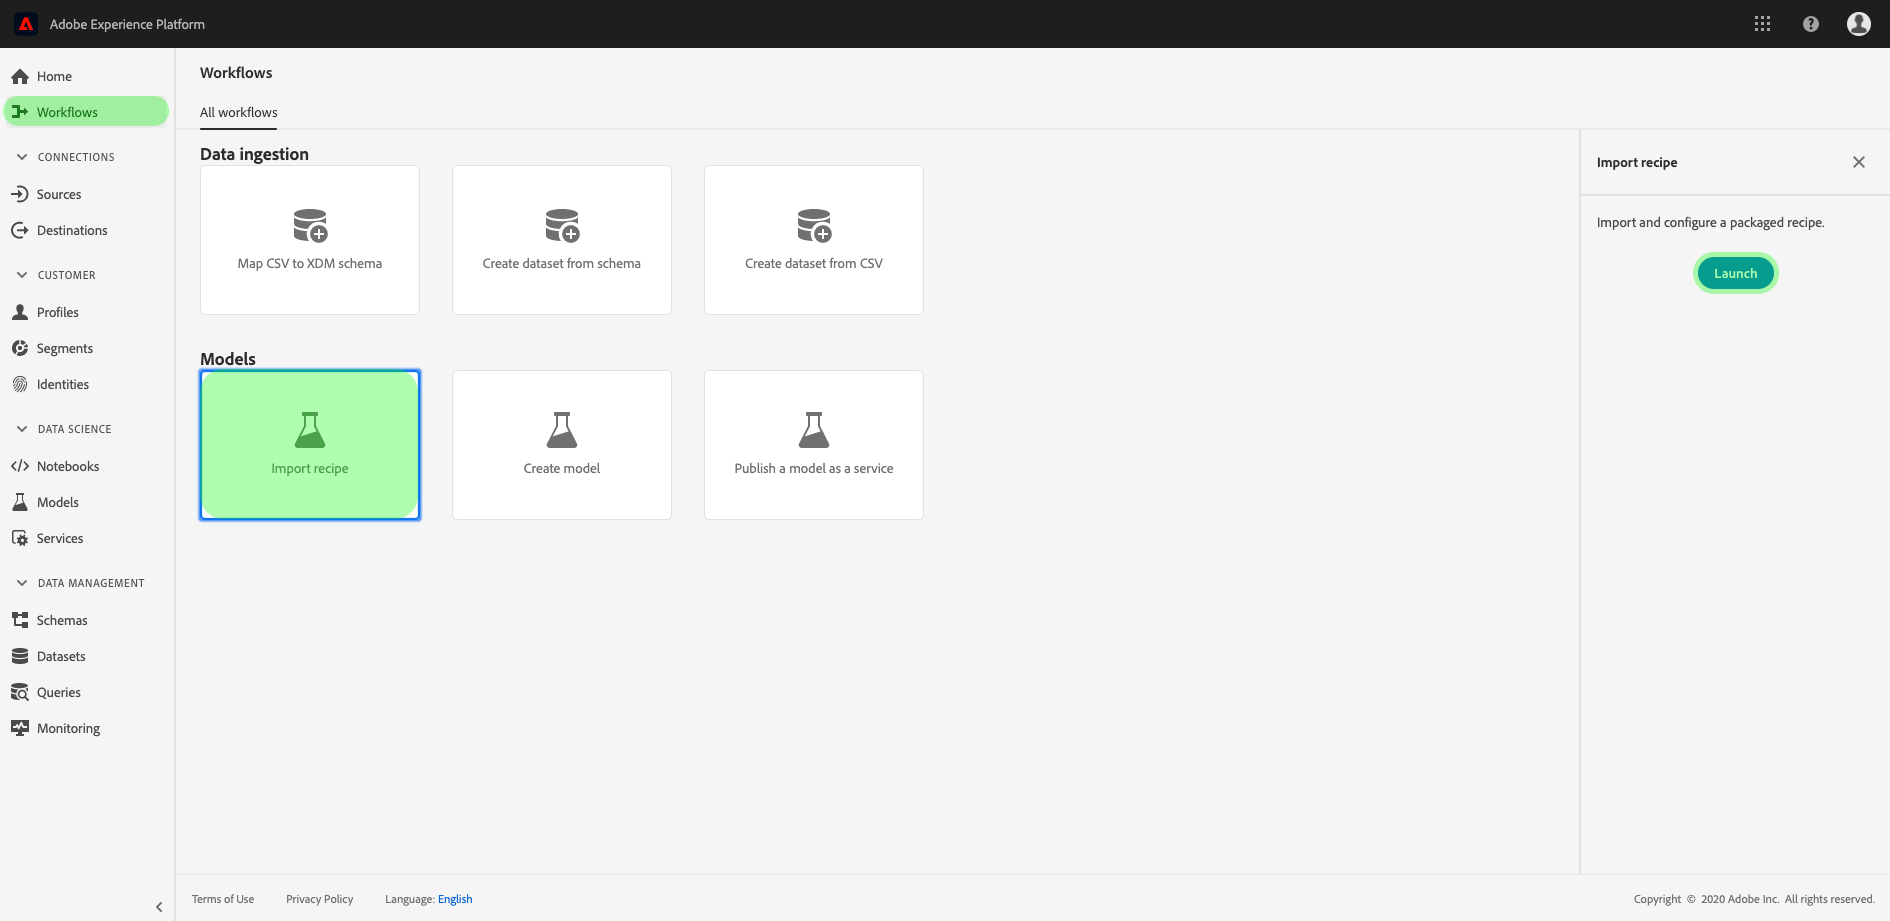 Adobe Experience Platform
Home
Workflows
CONNECTIONS
Sources
Destinations
CUSTOMER
Profiles
Segments
Identities
DATA SCIENCE
Notebooks
Models
Services
DATA MANAGEMENT
Schemas
Datasets
Queries
Monitoring
Workflows
All workflows
Data ingestion
Map CSV to XDM schema
Create dataset from schema
Create dataset from CSV
Models
Import recipe
Create model
Publish a model as a service
Import recipe
Import and configure a packaged recipe.
Launch
Terms of Use Privacy Policy Language: English
Copyright © 2020 Adobe Inc. All rights reserved.